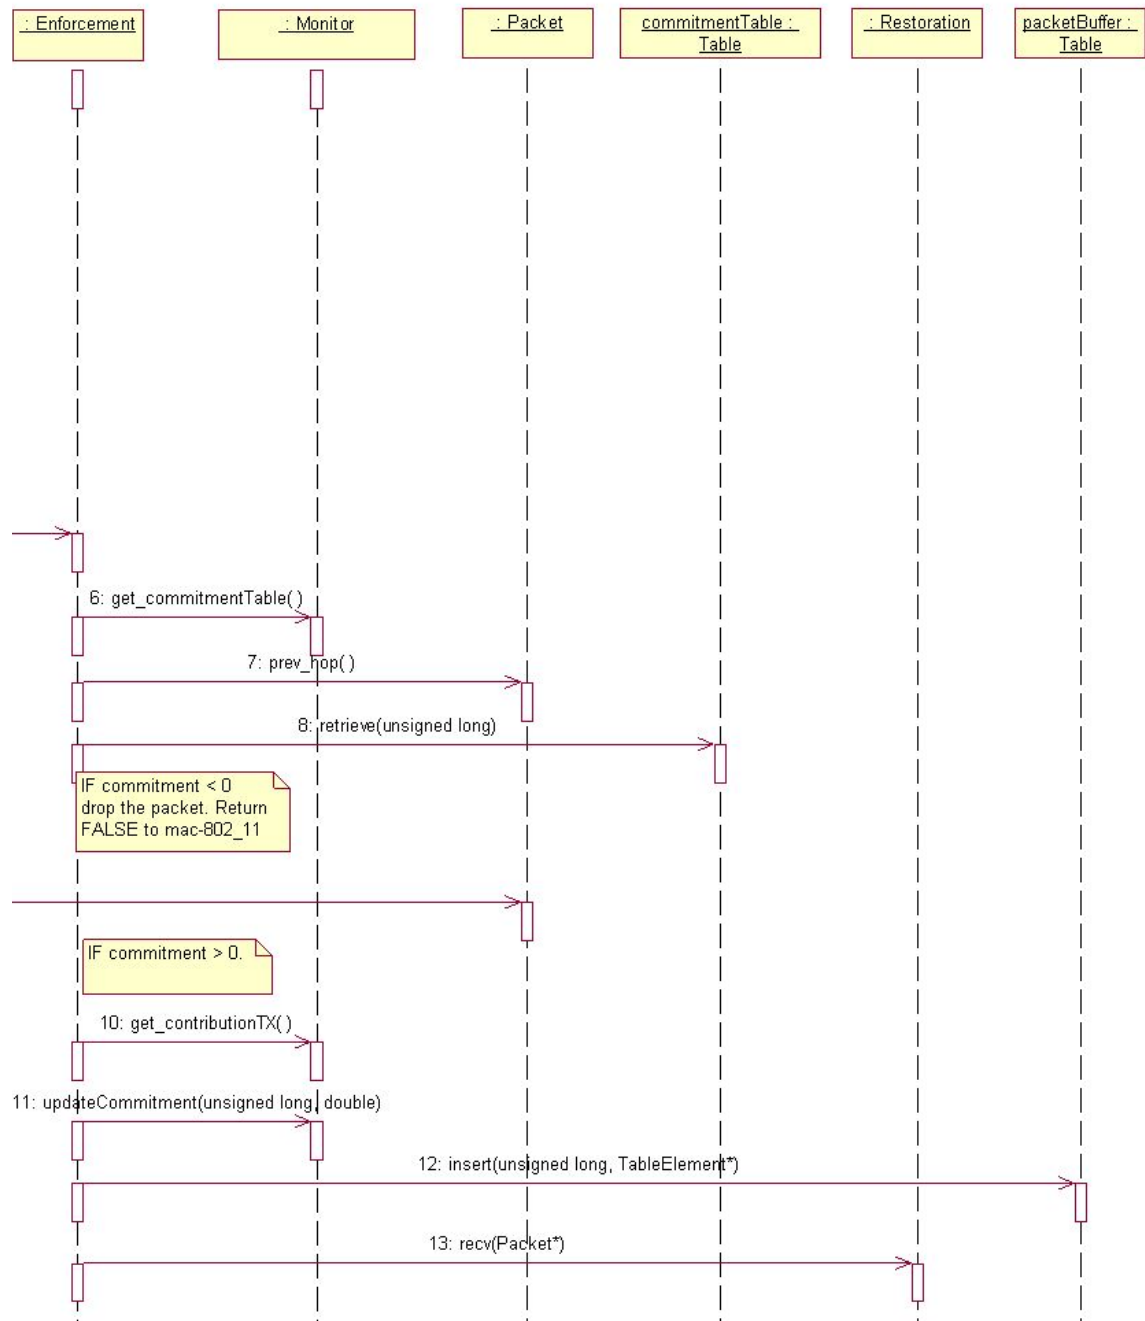 : Enforcement
: Monitor
: Packet
commitmentTable :
Table
: Restoration
packetBuffer :
Table
6: get_commitmentTable( )
7: prev_hop( )
8: retrieve(unsigned long)
IF commitment < 0
drop the packet. Return
FALSE to mac-802_11
IF commitment > 0.
10: get_contributionTX( )
11: updateCommitment(unsigned long, double)
12: insert(unsigned long, TableElement*)
13: recv(Packet*)